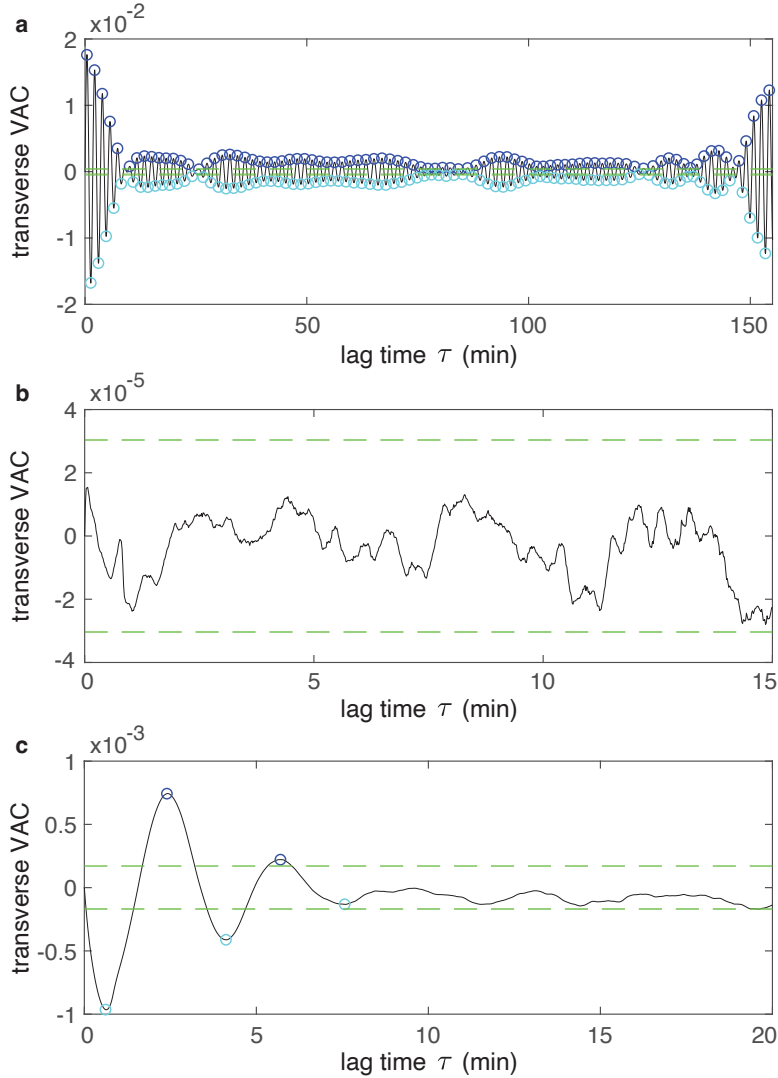 a
x10^-2
transverse VAC
2
1
0
-1
-2
0 50 100 150
lag time τ (min)
b
x10^-5
transverse VAC
4
2
0
-2
-4
0 5 10 15
lag time τ (min)
c
x10^-3
transverse VAC
1
0.5
0
-0.5
-1
0 5 10 15 20
lag time τ (min)